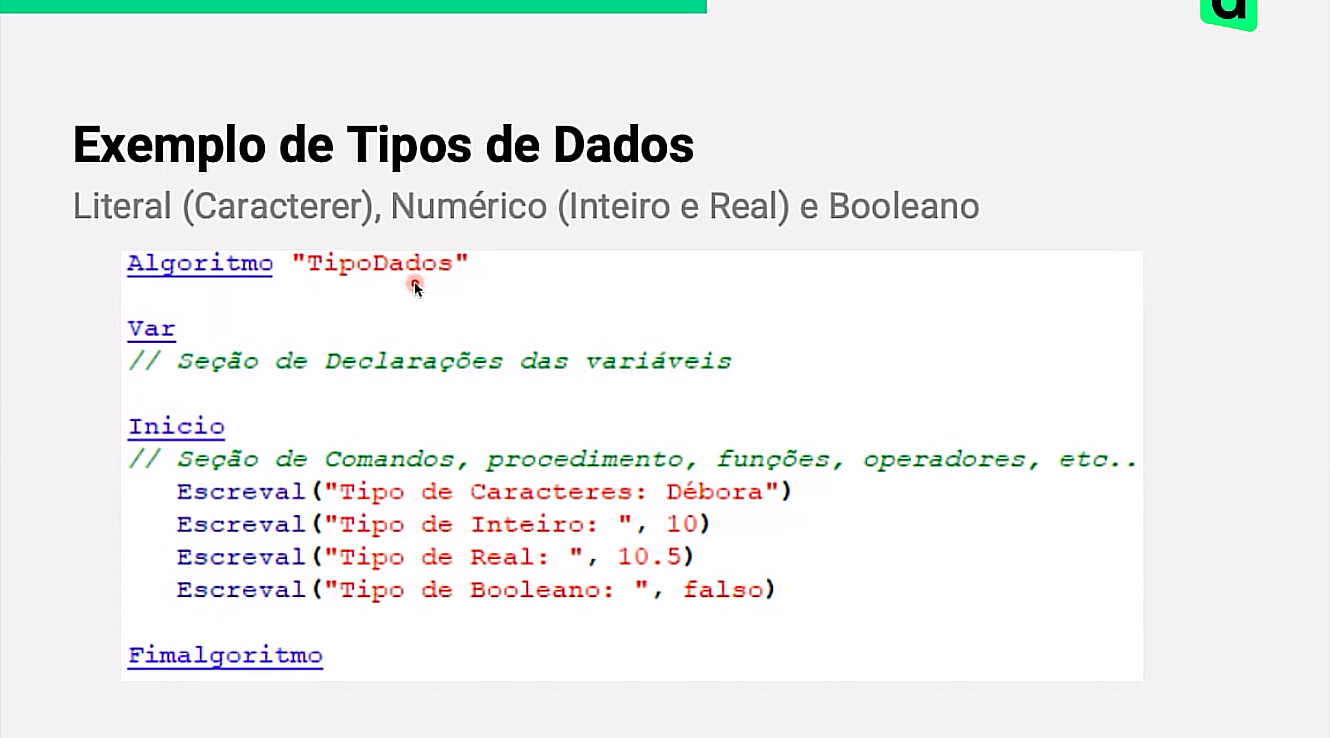 Exemplo de Tipos de Dados
Literal (Caracterer), Numérico (Inteiro e Real) e Booleano
Algoritmo "TipoDados"
Var
// Seção de Declarações das variáveis
Inicio
// Seção de Comandos, procedimento, funções, operadores, etc..
Escreval("Tipo de Caracteres: Débora")
Escreval("Tipo de Inteiro: ", 10)
Escreval("Tipo de Real: ", 10.5)
Escreval("Tipo de Booleano: ", falso)
Fimalgoritmo